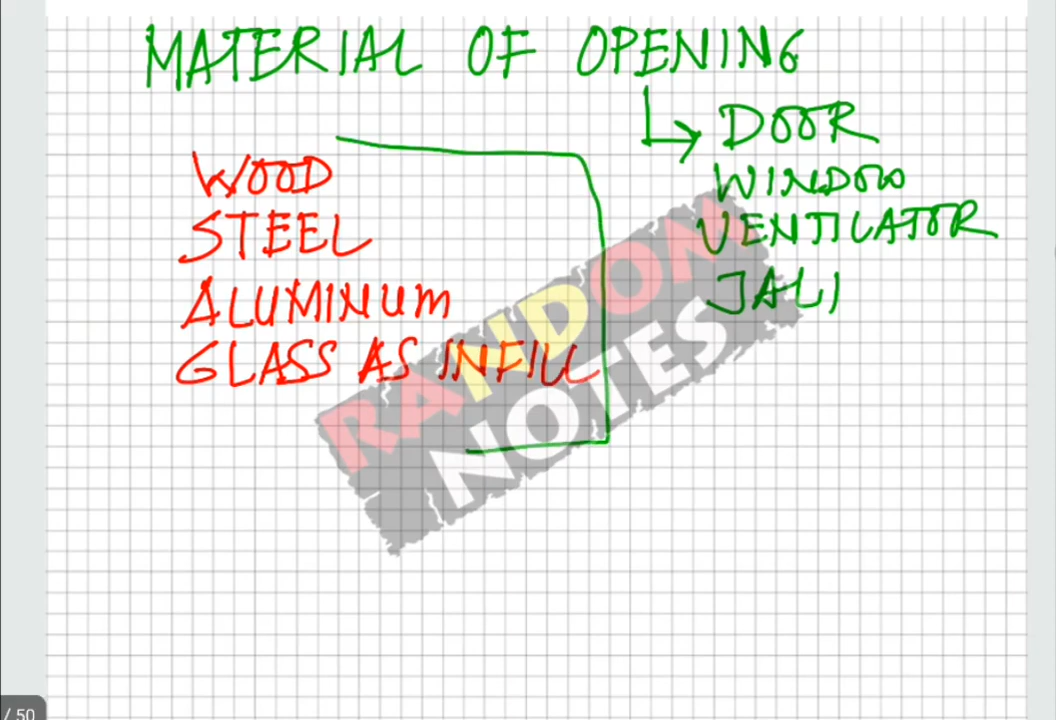 MATERIAL OF OPENING
DOOR
WINDOW
VENTILATOR
JALI
WOOD
STEEL
ALUMINUM
GLASS AS INFILL
RANDOM
NOTES
/ 50